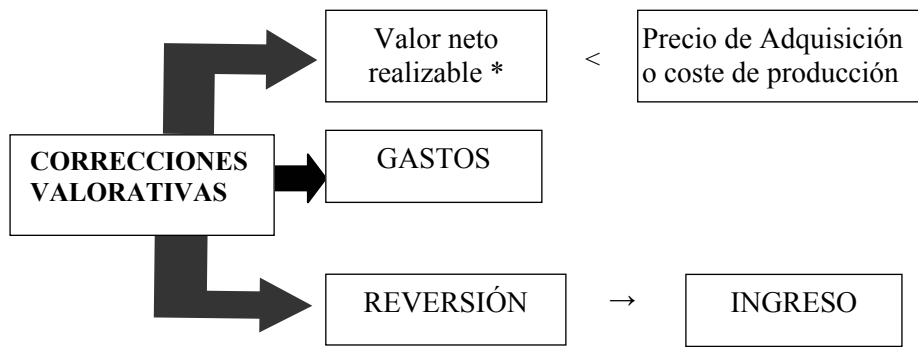 Valor neto
realizable *
<
Precio de Adquisición
o coste de producción
CORRECCIONES
VALORATIVAS
GASTOS
REVERSIÓN
→
INGRESO